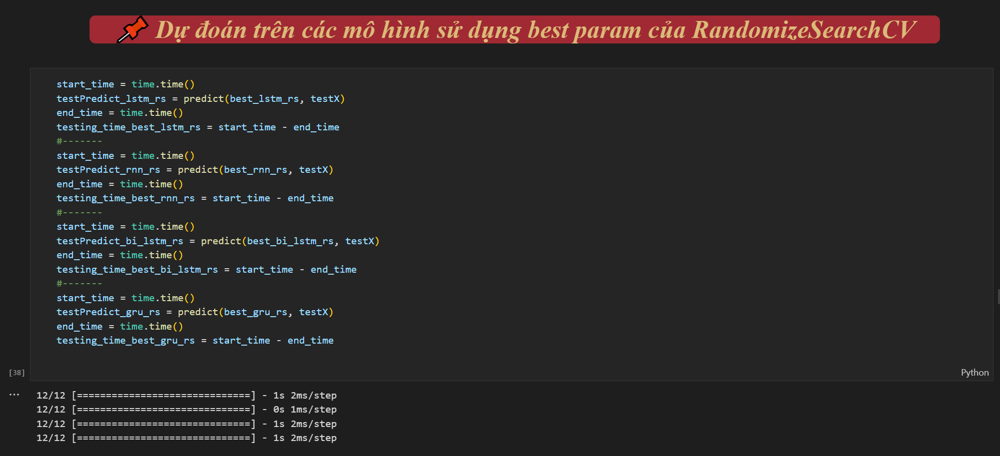 📌 Dự đoán trên các mô hình sử dụng best param của RandomizeSearchCV
start_time = time.time()
testPredict_lstm_rs = predict(best_lstm_rs, testX)
end_time = time.time()
testing_time_best_lstm_rs = start_time - end_time
#-------
start_time = time.time()
testPredict_rnn_rs = predict(best_rnn_rs, testX)
end_time = time.time()
testing_time_best_rnn_rs = start_time - end_time
#-------
start_time = time.time()
testPredict_bi_lstm_rs = predict(best_bi_lstm_rs, testX)
end_time = time.time()
testing_time_best_bi_lstm_rs = start_time - end_time
#-------
start_time = time.time()
testPredict_gru_rs = predict(best_gru_rs, testX)
end_time = time.time()
testing_time_best_gru_rs = start_time - end_time
[38]
Python
12/12 [==============================] - 1s 2ms/step
12/12 [==============================] - 0s 1ms/step
12/12 [==============================] - 1s 2ms/step
12/12 [==============================] - 1s 2ms/step